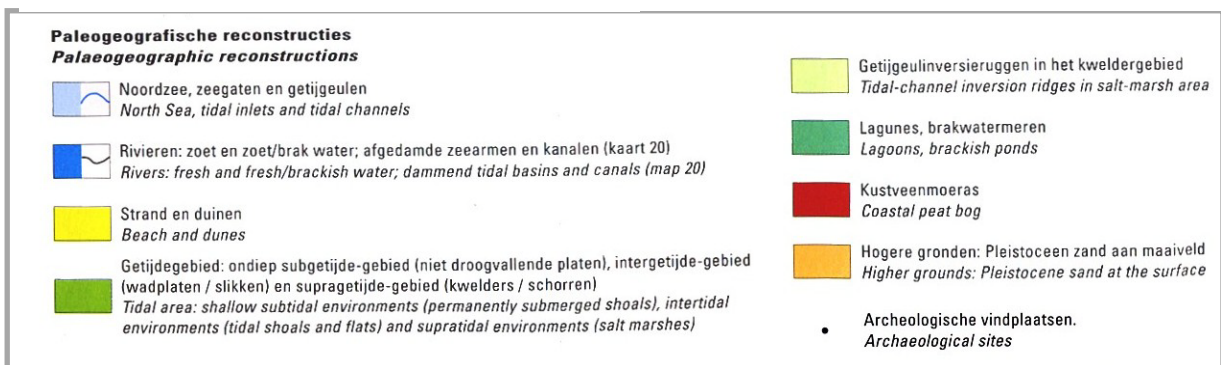 Paleogeografische reconstructies
Palaeogeographic reconstructions
Noordzee, zeegaten en getijgeulen
North Sea, tidal inlets and tidal channels
Rivieren: zoet en zoet/brak water; afgedamde zeearmen en kanalen (kaart 20)
Rivers: fresh and fresh/brackish water; dammend tidal basins and canals (map 20)
Strand en duinen
Beach and dunes
Getijdegebied: ondiep subgetijde-gebied (niet droogvallende platen), intergetijde-gebied
(wadplaten / slikken) en supragetijde-gebied (kwelders / schorren)
Tidal area: shallow subtidal environments (permanently submerged shoals), intertidal
environments (tidal shoals and flats) and supratidal environments (salt marshes)
Getijgeulinversieruggen in het kweldergebied
Tidal-channel inversion ridges in salt-marsh area
Lagunes, brakwatermeren
Lagoons, brackish ponds
Kustveenmoeras
Coastal peat bog
Hogere gronden: Pleistoceen zand aan maaiveld
Higher grounds: Pleistocene sand at the surface
Archeologische vindplaatsen.
Archaeological sites